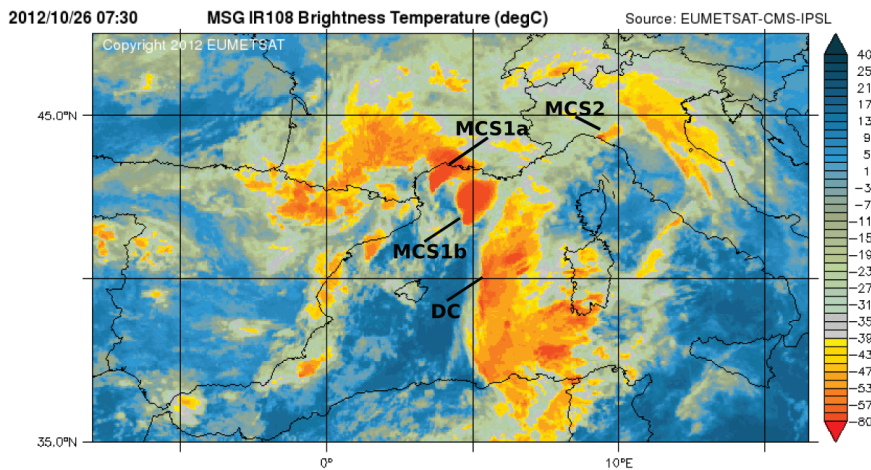 2012/10/26 07:30 MSG IR108 Brightness Temperature (degC) Source: EUMETSAT-CMS-IPSL
Copyright 2012 EUMETSAT
45.0°N
35.0°N
0°
10°E
MCS2
MCS1a
MCS1b
DC
40
25
21
17
13
9
5
1
−3
−7
−11
−15
−19
−23
−27
−31
−35
−39
−43
−47
−53
−57
−80